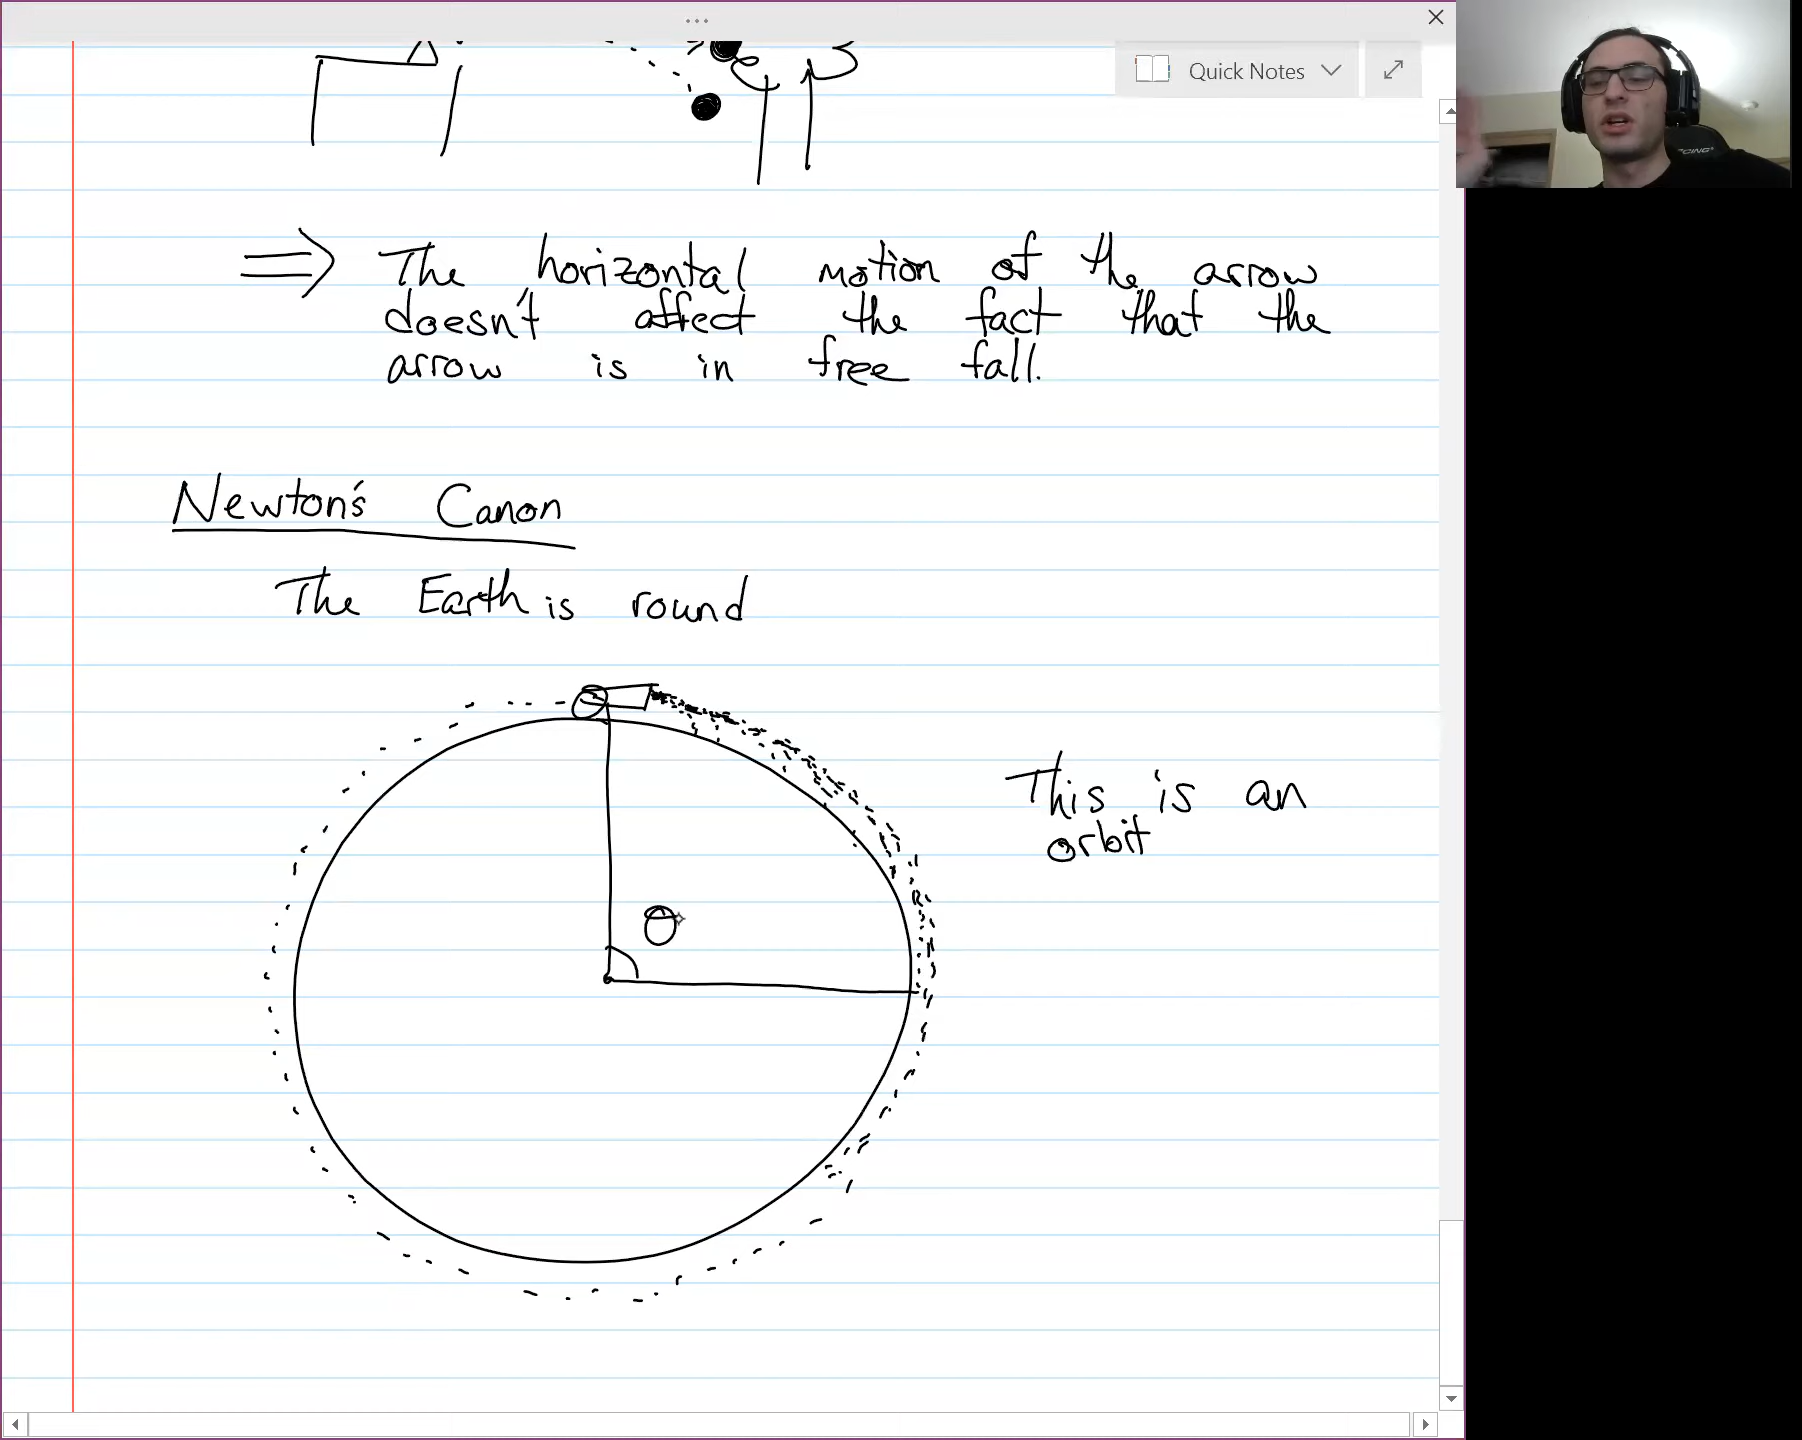 Quick Notes
⇒ The horizontal motion of the arrow
doesn't affect the fact that the
arrow is in free fall.
Newton's Canon
The Earth is round
This is an
orbit
θ